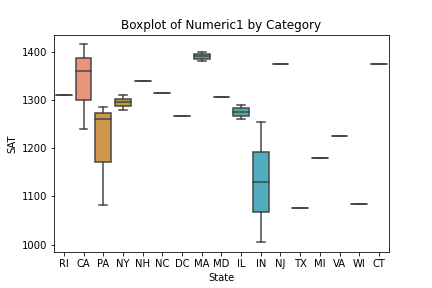 Boxplot of Numeric1 by Category
1400
1300
1200
1100
1000
SAT
RI CA PA NY NH NC DC MA MD IL IN NJ TX MI VA WI CT
State